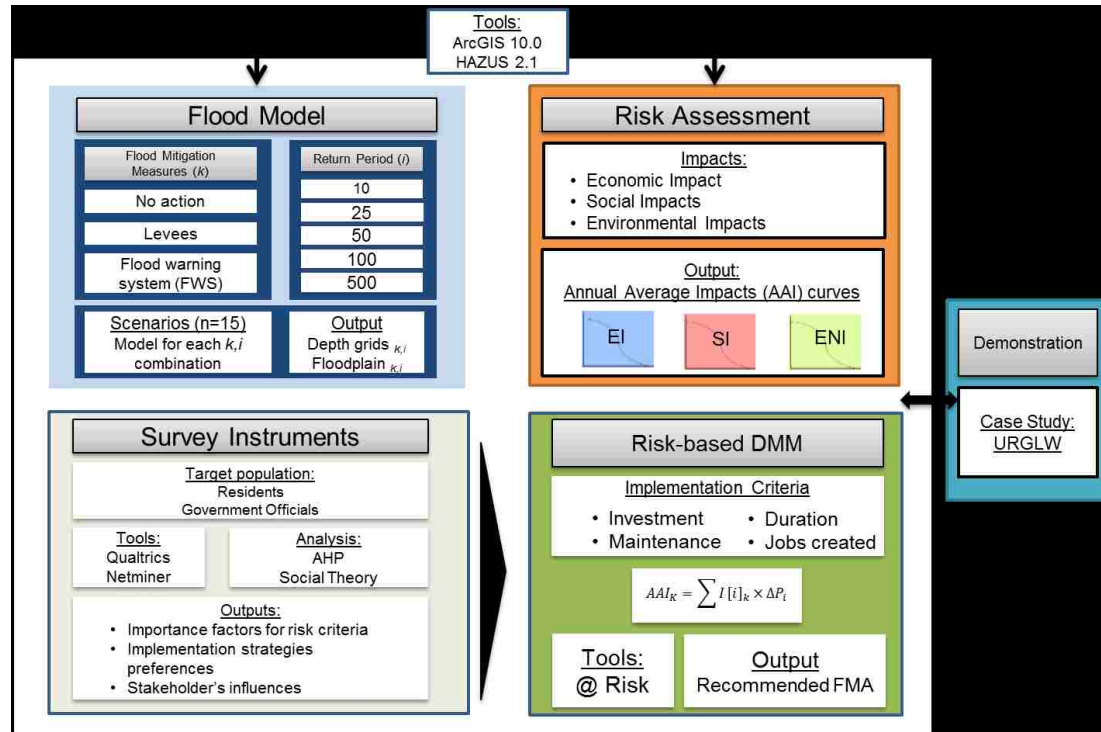 Tools:
ArcGIS 10.0
HAZUS 2.1
Flood Model
Flood Mitigation
Measures (k)
No action
Levees
Flood warning
system (FWS)
Return Period (i)
10
25
50
100
500
Scenarios (n=15)
Model for each k,i
combination
Output
Depth grids K,i
Floodplain K,i
Risk Assessment
Impacts:
• Economic Impact
• Social Impacts
• Environmental Impacts
Output:
Annual Average Impacts (AAI) curves
EI
SI
ENI
Survey Instruments
Target population:
Residents
Government Officials
Tools:
Qualtrics
Netminer
Analysis:
AHP
Social Theory
Outputs:
• Importance factors for risk criteria
• Implementation strategies
preferences
• Stakeholder's influences
Risk-based DMM
Implementation Criteria
• Investment
• Maintenance
• Duration
• Jobs created
AAI_K = ∑ I [i]_k × ΔP_i
Tools:
@ Risk
Output
Recommended FMA
Demonstration
Case Study:
URGLW